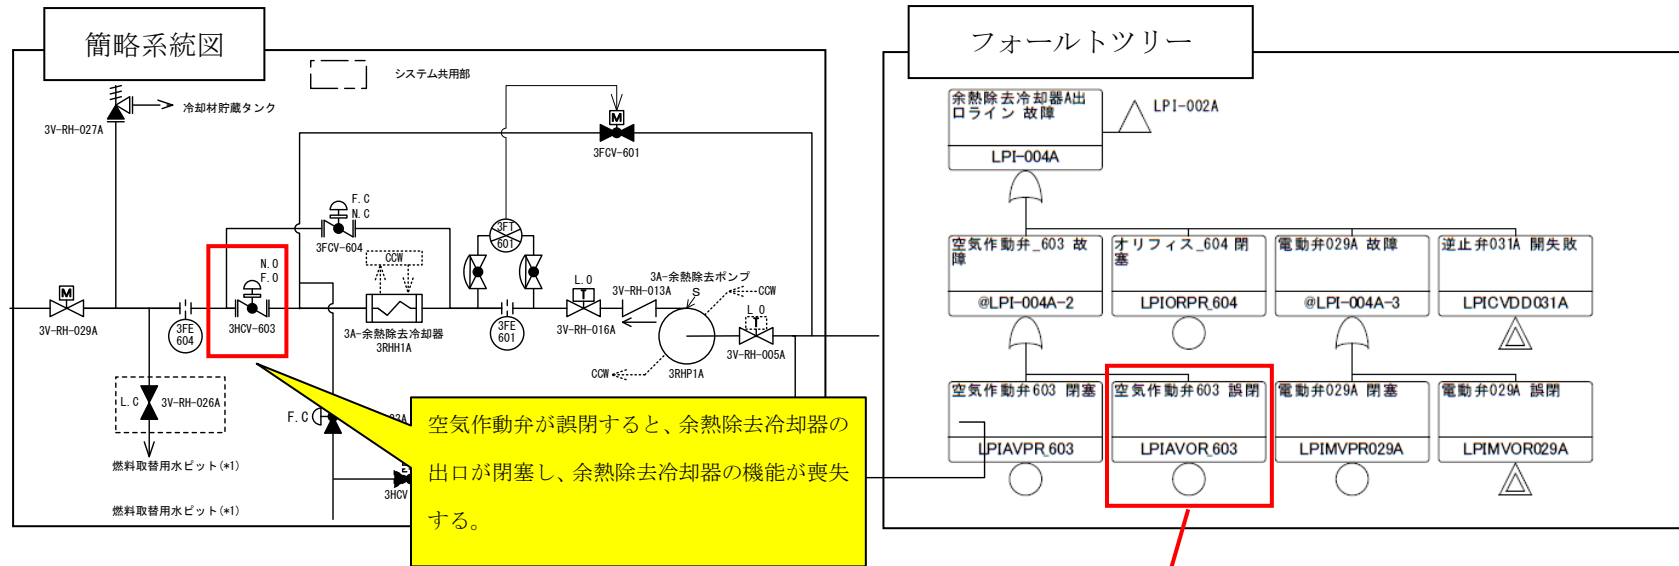 簡略系統図
システム共用部
冷却材貯蔵タンク
3V-RH-027A
M
3FCV-601
F.C
N.C
3FCV-604
3FT
601
CCW
N.O
F.O
3HCV-603
M
3V-RH-029A
3FE
604
3A-余熱除去冷却器
3RHH1A
3FE
601
L.O
T
3V-RH-016A
3V-RH-013A
3A-余熱除去ポンプ
S
CCW
L.O
T
3V-RH-005A
3RHP1A
CCW
L.C
3V-RH-026A
F.C
03A
燃料取替用水ピット(*1)
3HCV
燃料取替用水ピット(*1)
空気作動弁が誤閉すると、余熱除去冷却器の
出口が閉塞し、余熱除去冷却器の機能が喪失
する。
フォールトツリー
余熱除去冷却器A出
口ライン 故障
LPI-004A
LPI-002A
空気作動弁_603 故
障
@LPI-004A-2
オリフィス_604 閉
塞
LPIORPR_604
電動弁029A 故障
@LPI-004A-3
逆止弁031A 開失敗
LPICVDD031A
空気作動弁603 閉塞
LPIAVPR_603
空気作動弁603 誤閉
LPIAVOR_603
電動弁029A 閉塞
LPIMVPR029A
電動弁029A 誤閉
LPIMVOR029A